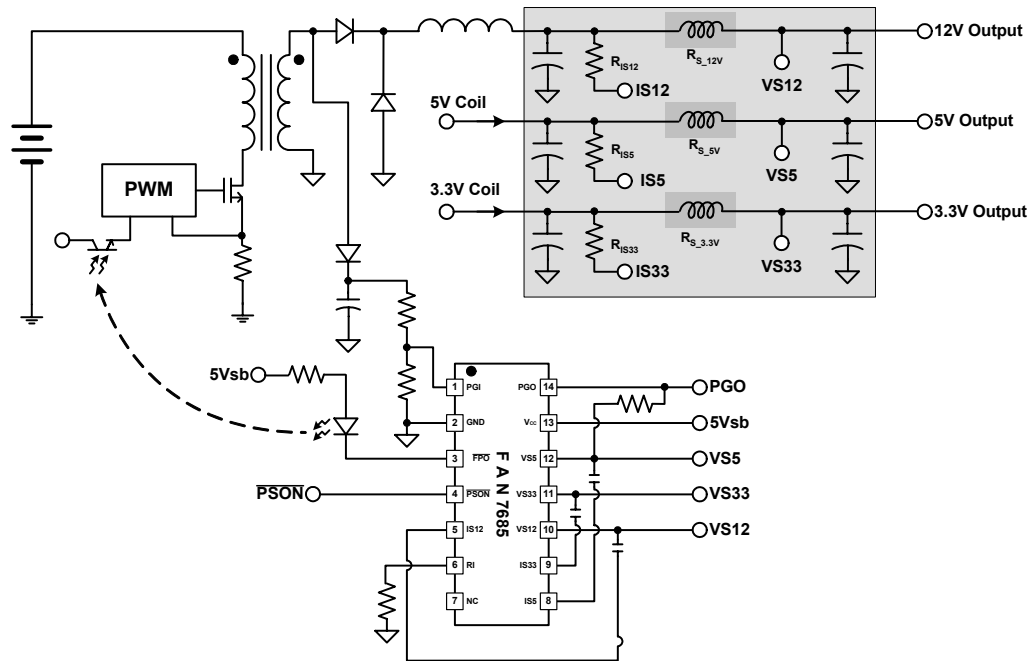 12V Output
R_IS12
R_S_12V
IS12
VS12
5V Coil
5V Output
R_IS5
R_S_5V
IS5
VS5
PWM
3.3V Coil
3.3V Output
R_IS33
R_S_3.3V
IS33
VS33
5Vsb
1 PGI
PGO 14
PGO
2 GND
Vcc 13
5Vsb
3 FPO
VS5 12
VS5
PSON
4 PSON
VS33 11
VS33
5 IS12
VS12 10
VS12
6 RI
IS33 9
7 NC
IS5 8
FAN7685